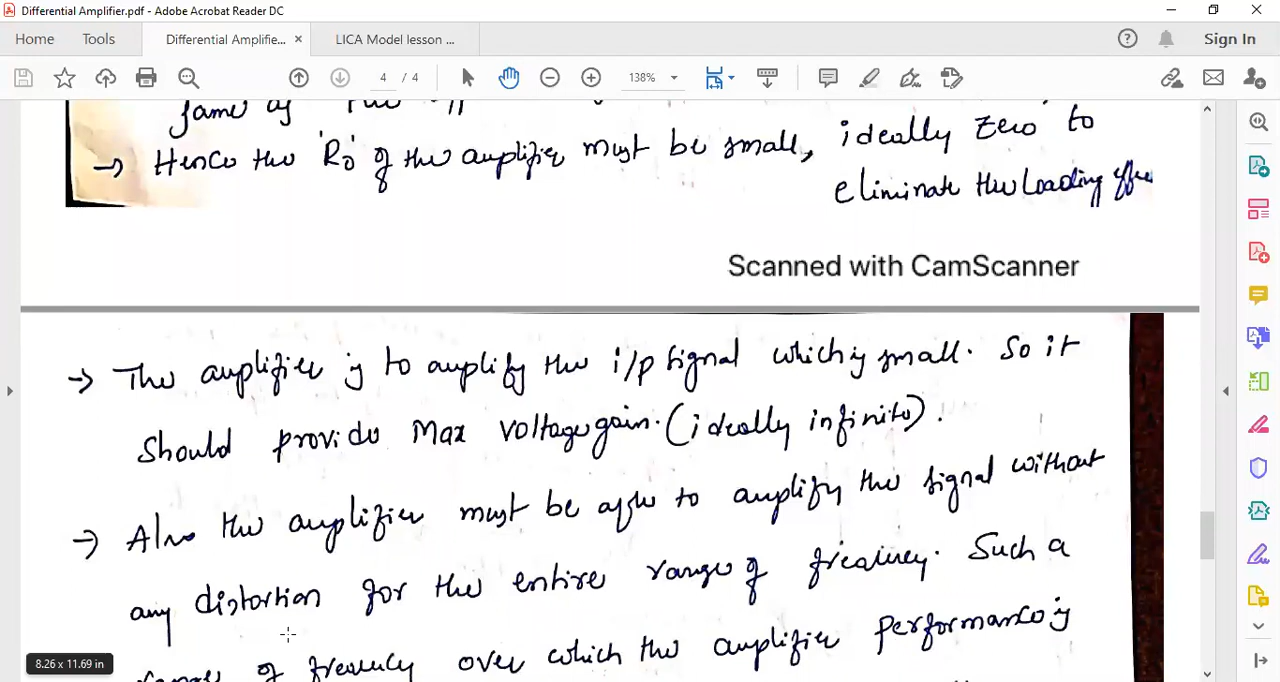 Differential Amplifier.pdf - Adobe Acrobat Reader DC
Home Tools Differential Amplifie... × LICA Model lesson ... Sign In
4 / 4 138%
→ Hence the 'Ro' of the amplifier must be small, ideally zero to
eliminate the loading
Scanned with CamScanner
→ The amplifier is to amplify the i/p signal which is small. So it
should provide Max voltage gain. (ideally infinite).
→ Also the amplifier must be able to amplify the signal without
any distortion for the entire range of frequency. Such a
of frequency over which the amplifier performance is
8.26 x 11.69 in